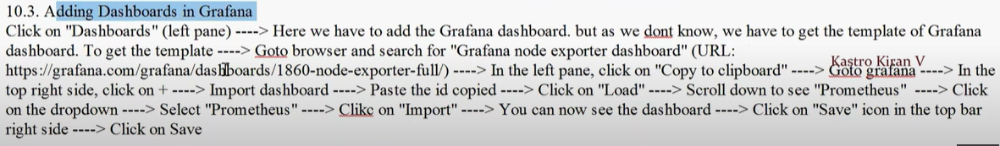 10.3. Adding Dashboards in Grafana
Click on "Dashboards" (left pane) ----> Here we have to add the Grafana dashboard. but as we dont know, we have to get the template of Grafana
dashboard. To get the template ----> Goto browser and search for "Grafana node exporter dashboard" (URL:
https://grafana.com/grafana/dashboards/1860-node-exporter-full/) ----> In the left pane, click on "Copy to clipboard" ----> Goto grafana ----> In the
Kastro Kiran V
top right side, click on + ----> Import dashboard ----> Paste the id copied ----> Click on "Load" ----> Scroll down to see "Prometheus" ----> Click
on the dropdown ----> Select "Prometheus" ----> Clikc on "Import" ----> You can now see the dashboard ----> Click on "Save" icon in the top bar
right side ----> Click on Save